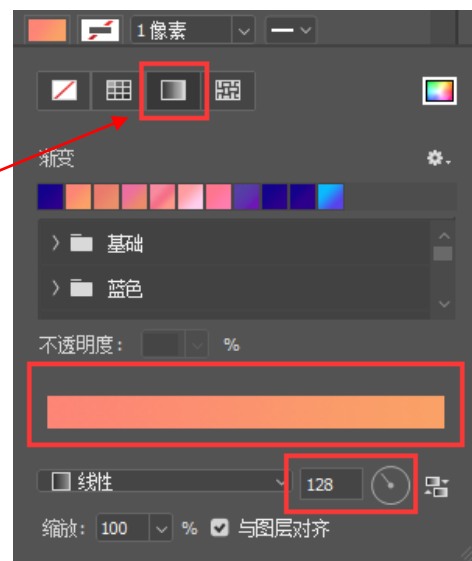 1 像素
渐变
基础
蓝色
不透明度： %
线性 128
缩放： 100 % 与图层对齐